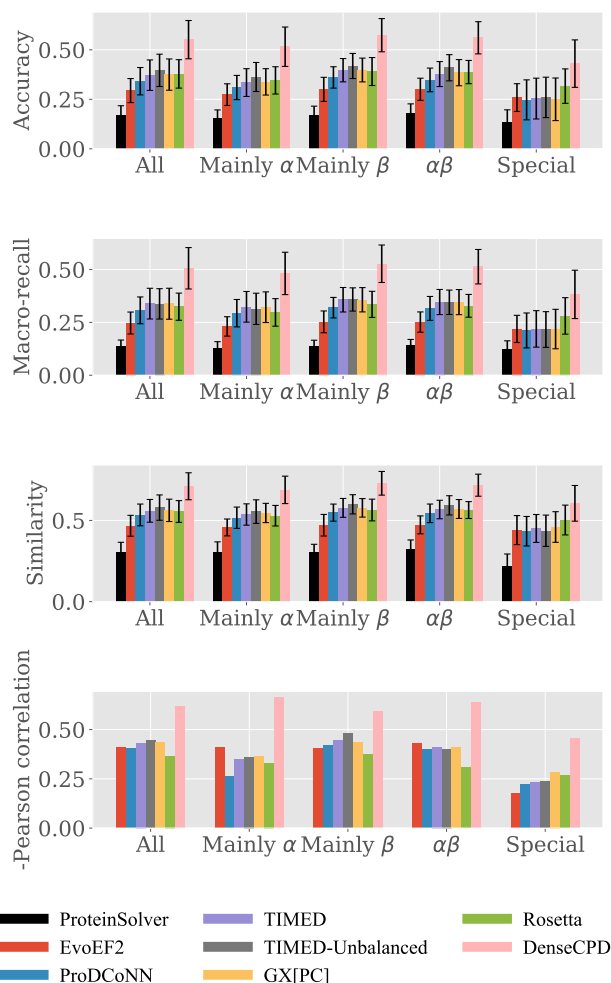 Accuracy
0.50
0.25
0.00
All
Mainly α
Mainly β
αβ
Special
Macro-recall
0.50
0.25
0.00
All
Mainly α
Mainly β
αβ
Special
Similarity
0.5
0.0
All
Mainly α
Mainly β
αβ
Special
-Pearson correlation
0.50
0.25
0.00
All
Mainly α
Mainly β
αβ
Special
ProteinSolver
EvoEF2
ProDCoNN
TIMED
TIMED-Unbalanced
GX[PC]
Rosetta
DenseCPD